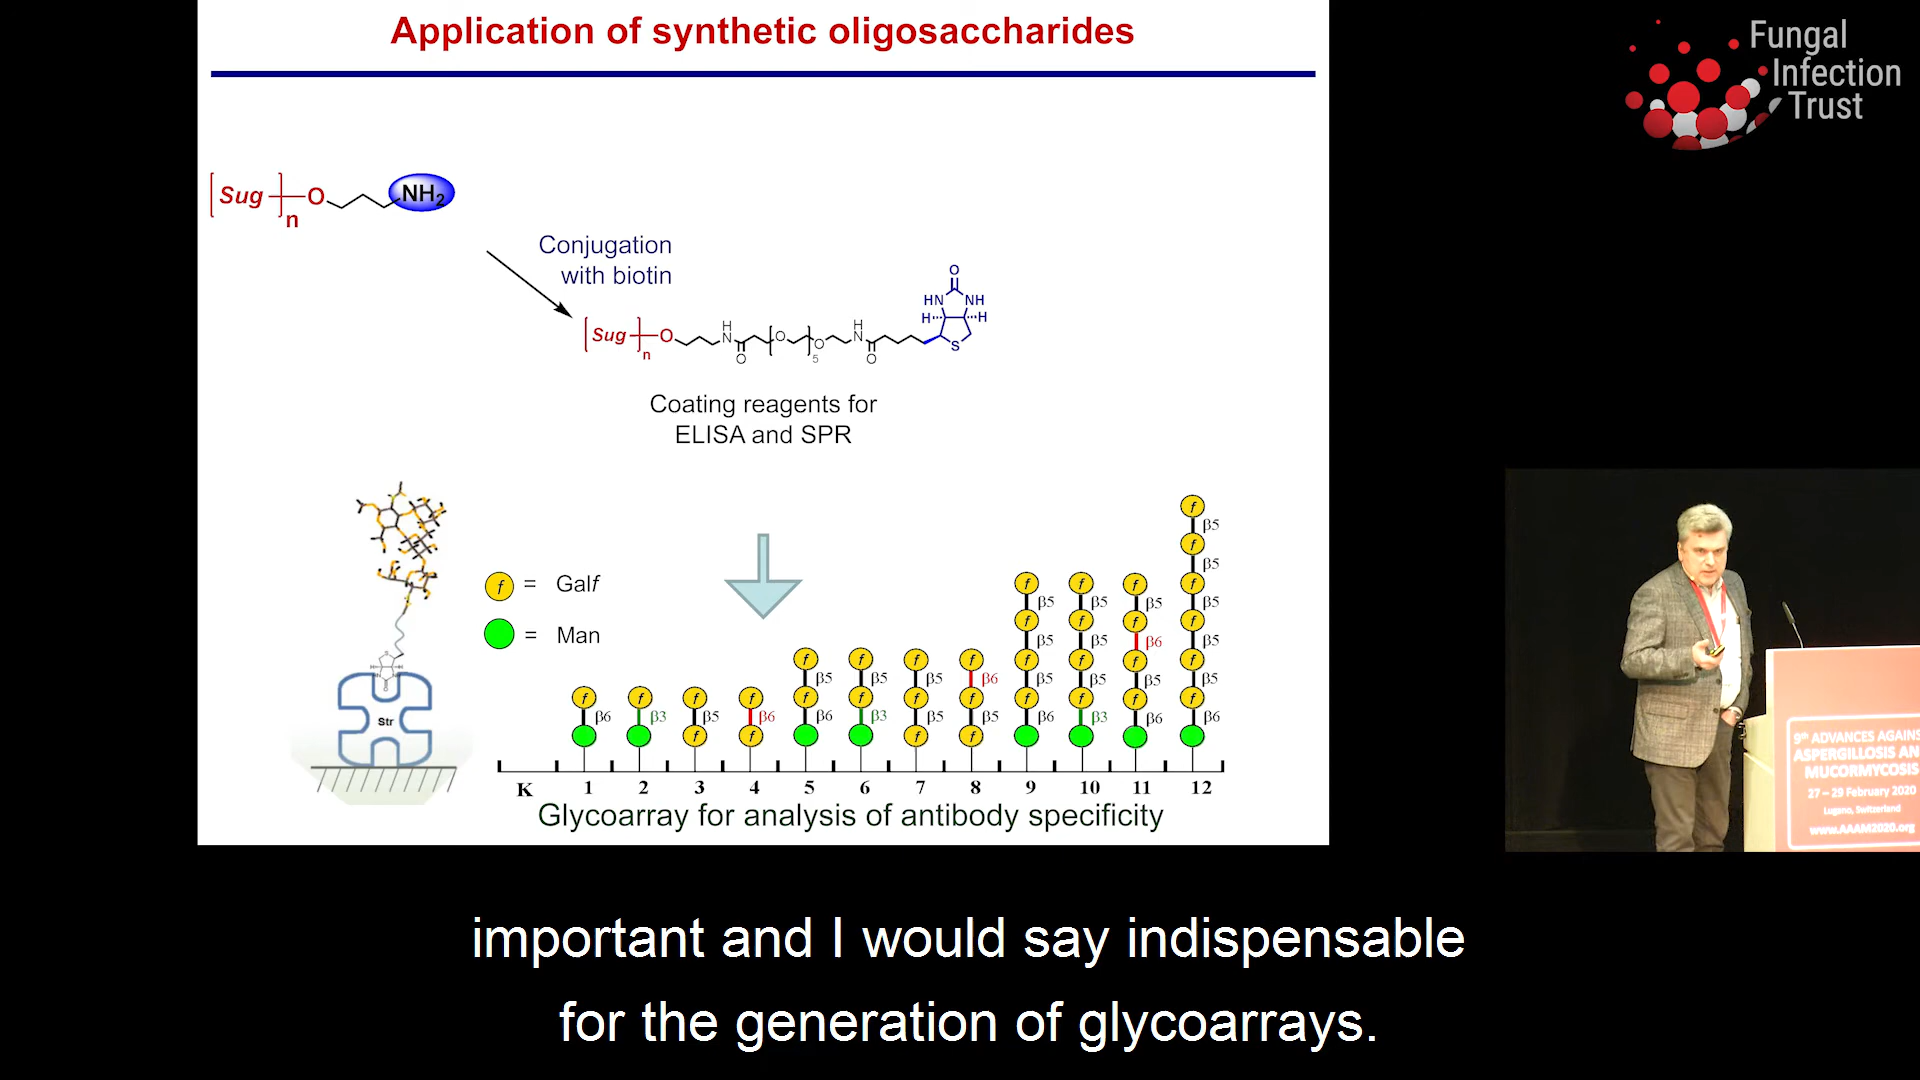 Application of synthetic oligosaccharides
Fungal
Infection
Trust
[Sug]n—O NH2
Conjugation
with biotin
[Sug]n—O H N O O 5 O H N O HN NH H H S O
Coating reagents for
ELISA and SPR
f = Galf
= Man
Str
f β6
f β3
f β5 f
f β6 f
f β5 f β6
f β5 f β3
f β5 f β5 f
f β6 f β5 f
f β5 f β5 f β5 f β6
f β5 f β5 f β5 f β3
f β5 f β6 f β5 f β6
f β5 f β5 f β5 f β5 f β5 f β6
K 1 2 3 4 5 6 7 8 9 10 11 12
Glycoarray for analysis of antibody specificity
9th ADVANCES AGAINS
ASPERGILLOSIS AN
MUCORMYCOSIS
27 – 29 February 2020
Lugano, Switzerland
www.AAAM2020.org
important and I would say indispensable
for the generation of glycoarrays.